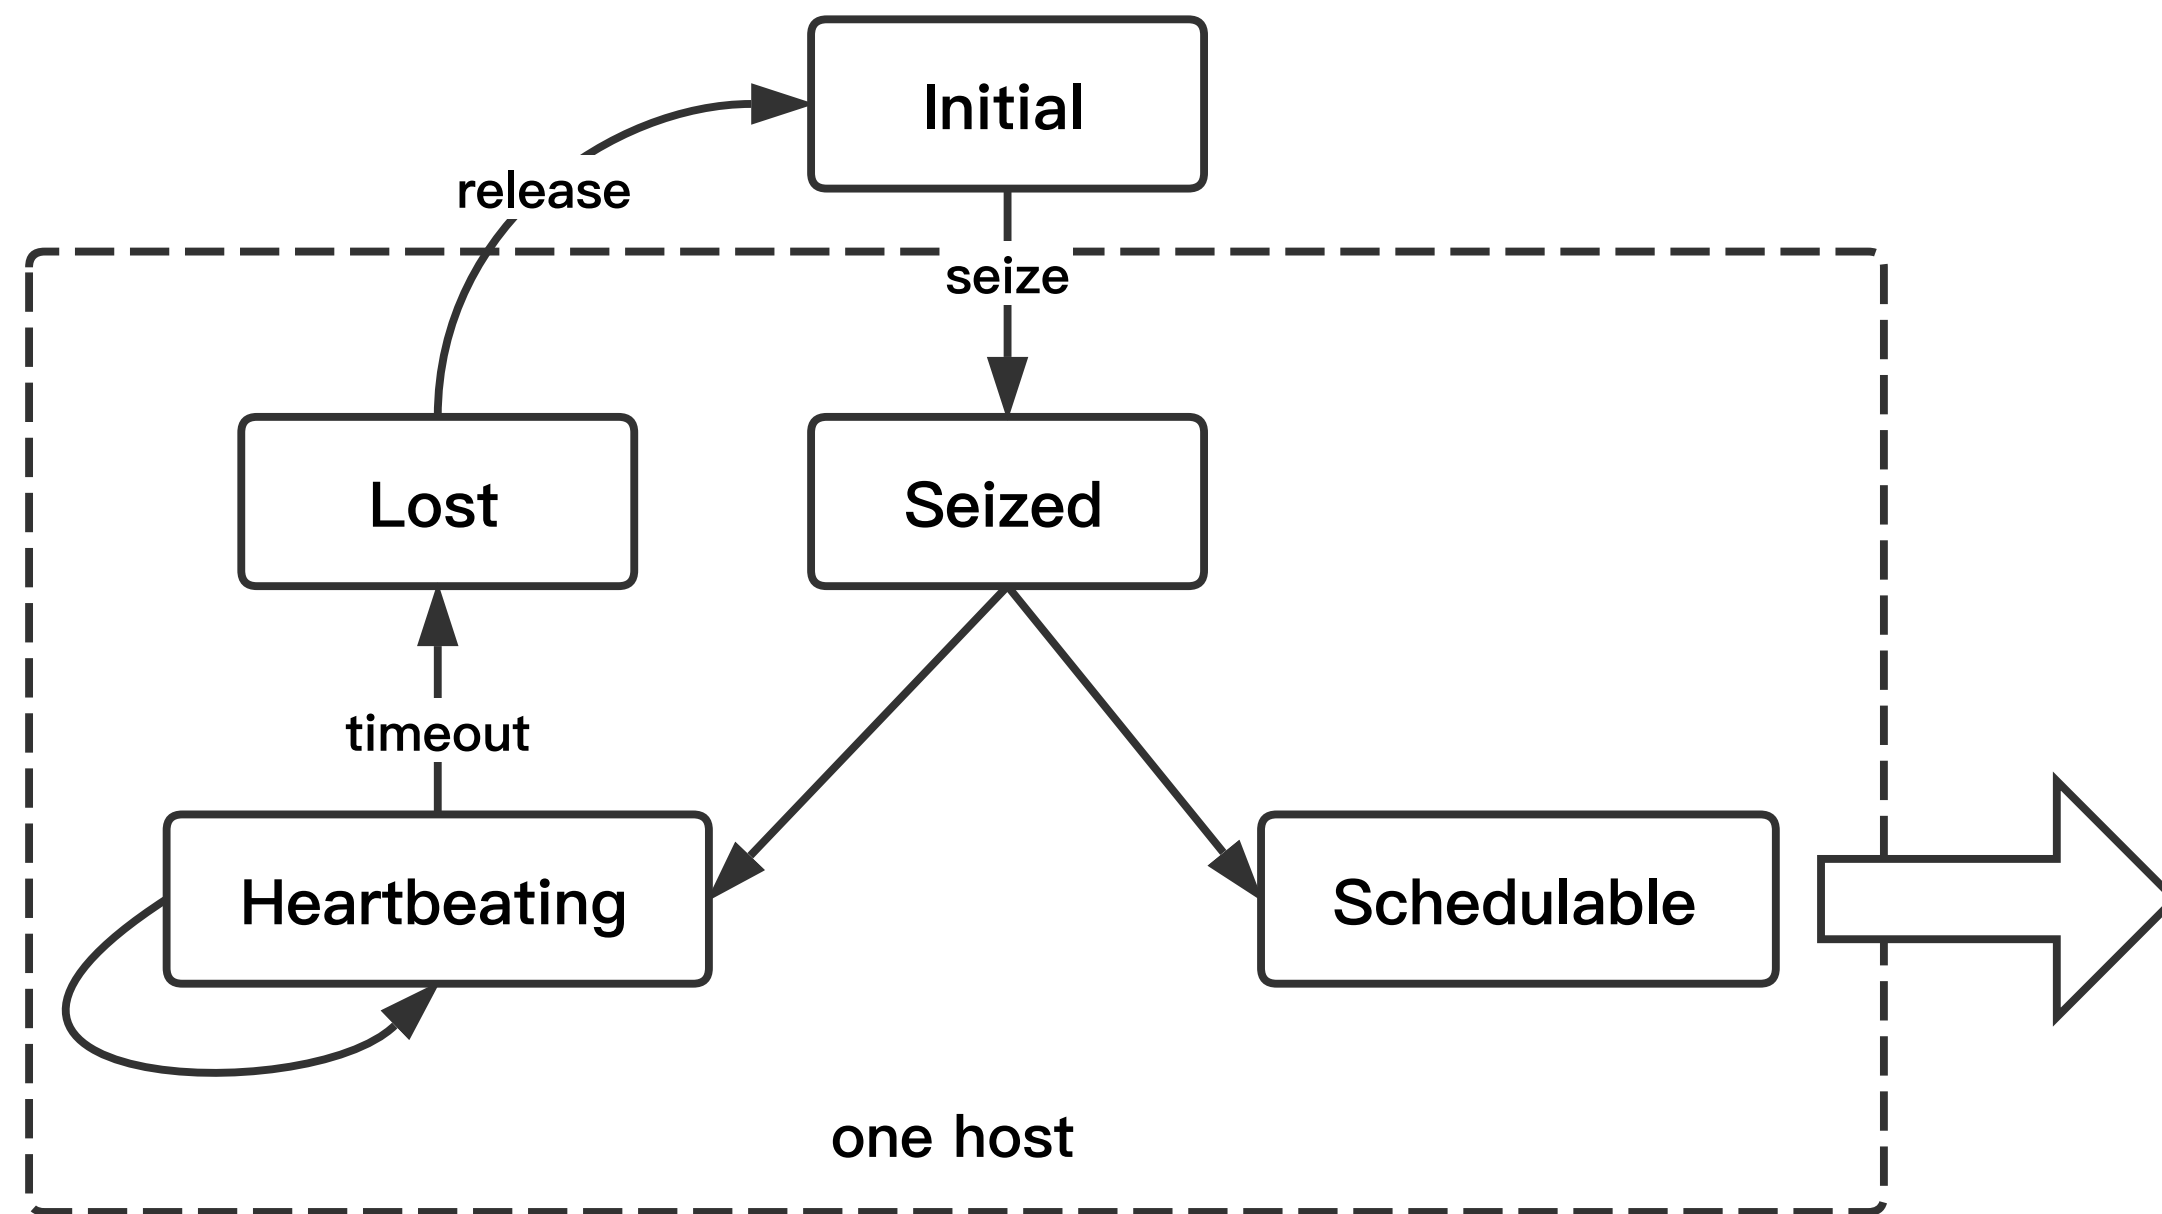 Initial
release
seize
Lost
Seized
timeout
Heartbeating
Schedulable
one host